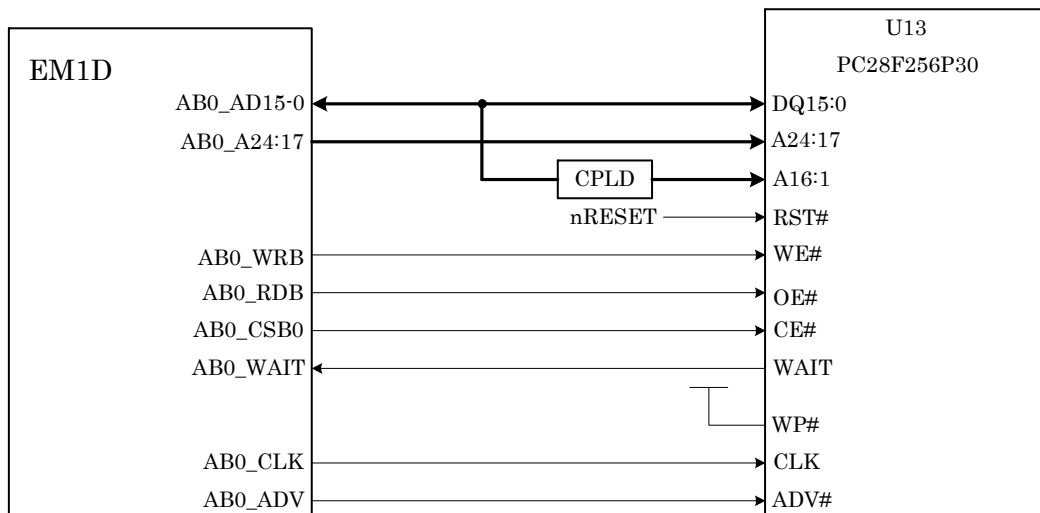 U13
EM1D
PC28F256P30
AB0_AD15-0
DQ15:0
AB0_A24:17
A24:17
CPLD
A16:1
nRESET
RST#
AB0_WRB
WE#
AB0_RDB
OE#
AB0_CSB0
CE#
AB0_WAIT
WAIT
WP#
AB0_CLK
CLK
AB0_ADV
ADV#